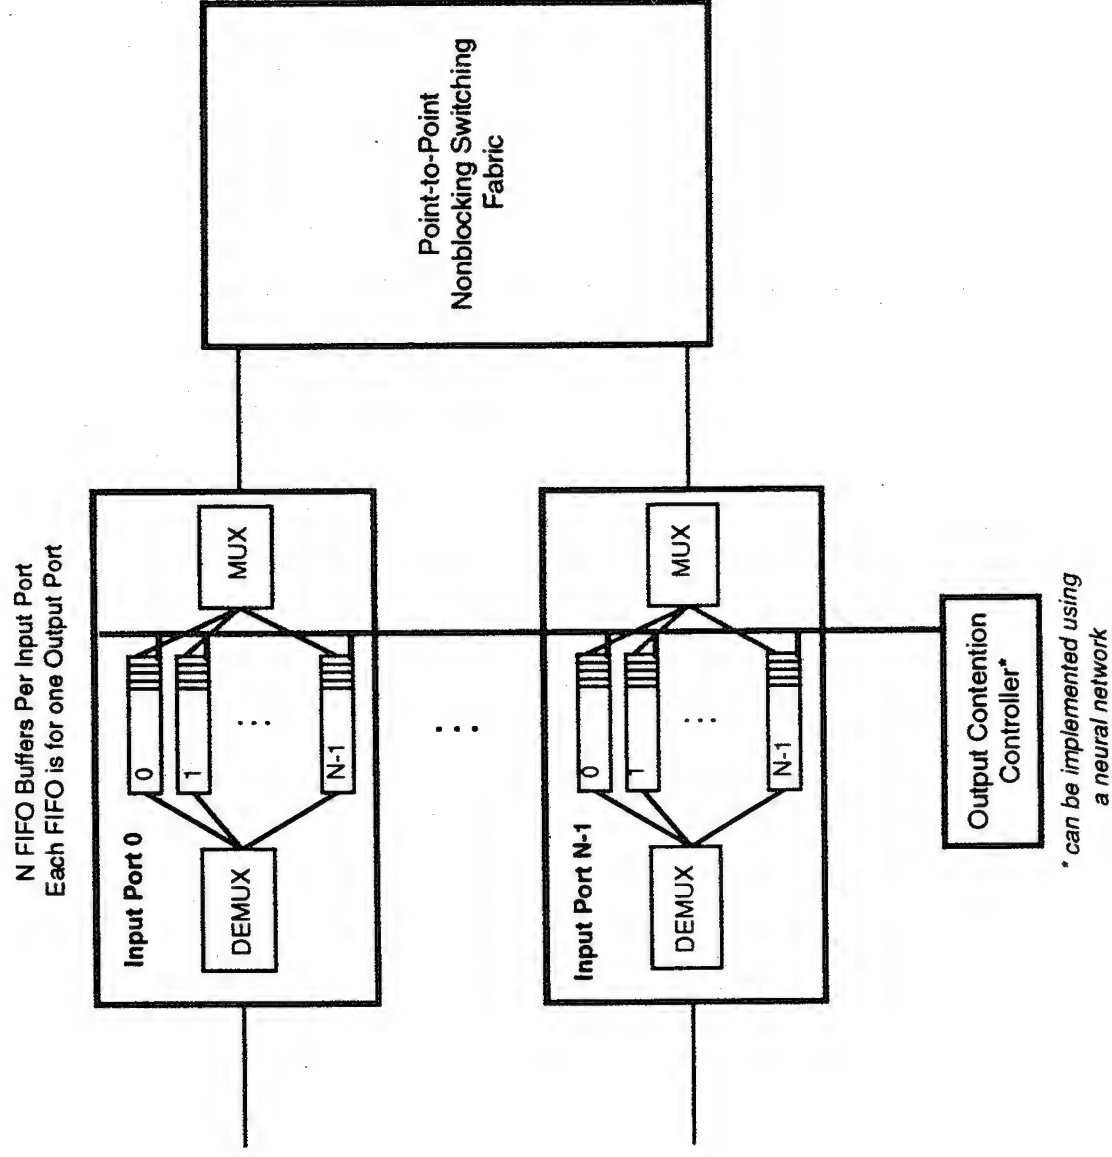 N FIFO Buffers Per Input Port
Each FIFO is for one Output Port
Input Port 0
DEMUX
0
1
...
N-1
MUX
...
Input Port N-1
DEMUX
0
1
...
N-1
MUX
Point-to-Point
Nonblocking Switching
Fabric
Output Contention
Controller*
* can be implemented using
a neural network